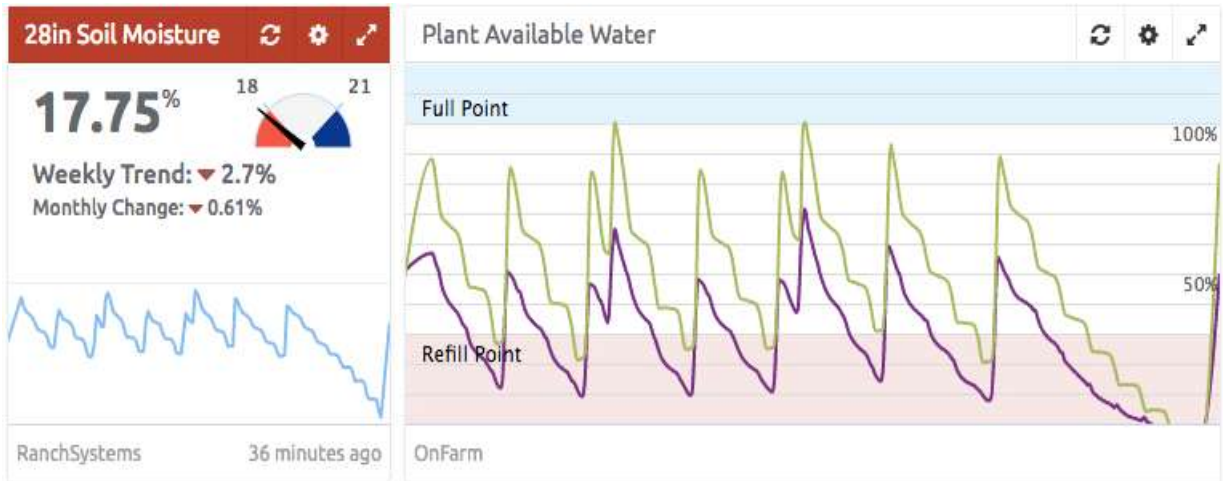 28in Soil Moisture
17.75%
18
21
Weekly Trend: ▼ 2.7%
Monthly Change: ▼ 0.61%
RanchSystems
36 minutes ago
Plant Available Water
Full Point
100%
50%
Refill Point
OnFarm